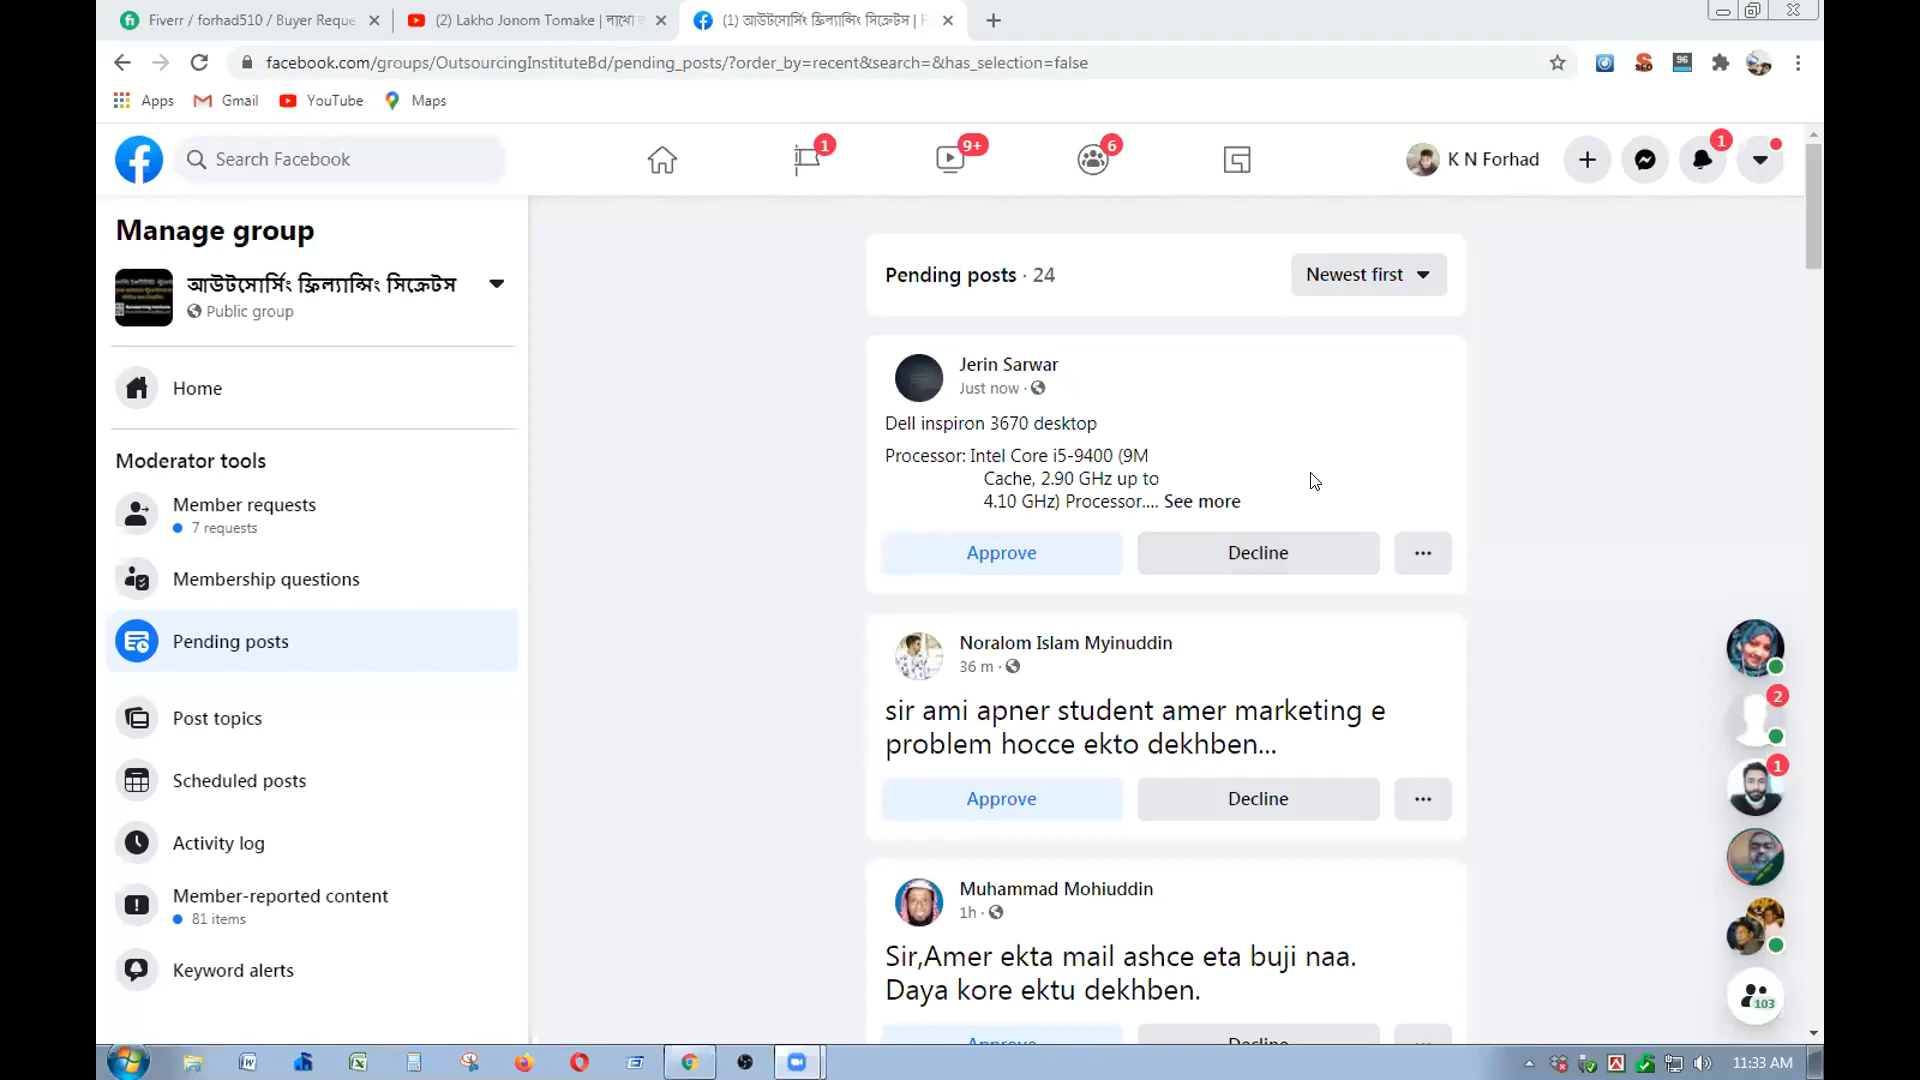 Fiverr / forhad510 / Buyer Reque
(2) Lakho Jonom Tomake | লাখো
(1) আউটসোর্সিং ফ্রিল্যান্সিং সিক্রেটস | F
facebook.com/groups/OutsourcingInstituteBd/pending_posts/?order_by=recent&search=&has_selection=false
96
Apps
Gmail
YouTube
Maps
Search Facebook
1
9+
6
K N Forhad
1
Manage group
আউটসোর্সিং ফ্রিল্যান্সিং সিক্রেটস
Public group
Home
Moderator tools
Member requests
7 requests
Membership questions
Pending posts
Post topics
Scheduled posts
Activity log
Member-reported content
81 items
Keyword alerts
Pending posts · 24
Newest first
Jerin Sarwar
Just now ·
Dell inspiron 3670 desktop
Processor: Intel Core i5-9400 (9M
Cache, 2.90 GHz up to
4.10 GHz) Processor.... See more
Approve
Decline
Noralom Islam Myinuddin
36 m ·
sir ami apner student amer marketing e
problem hocce ekto dekhben...
Approve
Decline
Muhammad Mohiuddin
1h ·
Sir,Amer ekta mail ashce eta buji naa.
Daya kore ektu dekhben.
Approve
Decline
2
1
103
11:33 AM